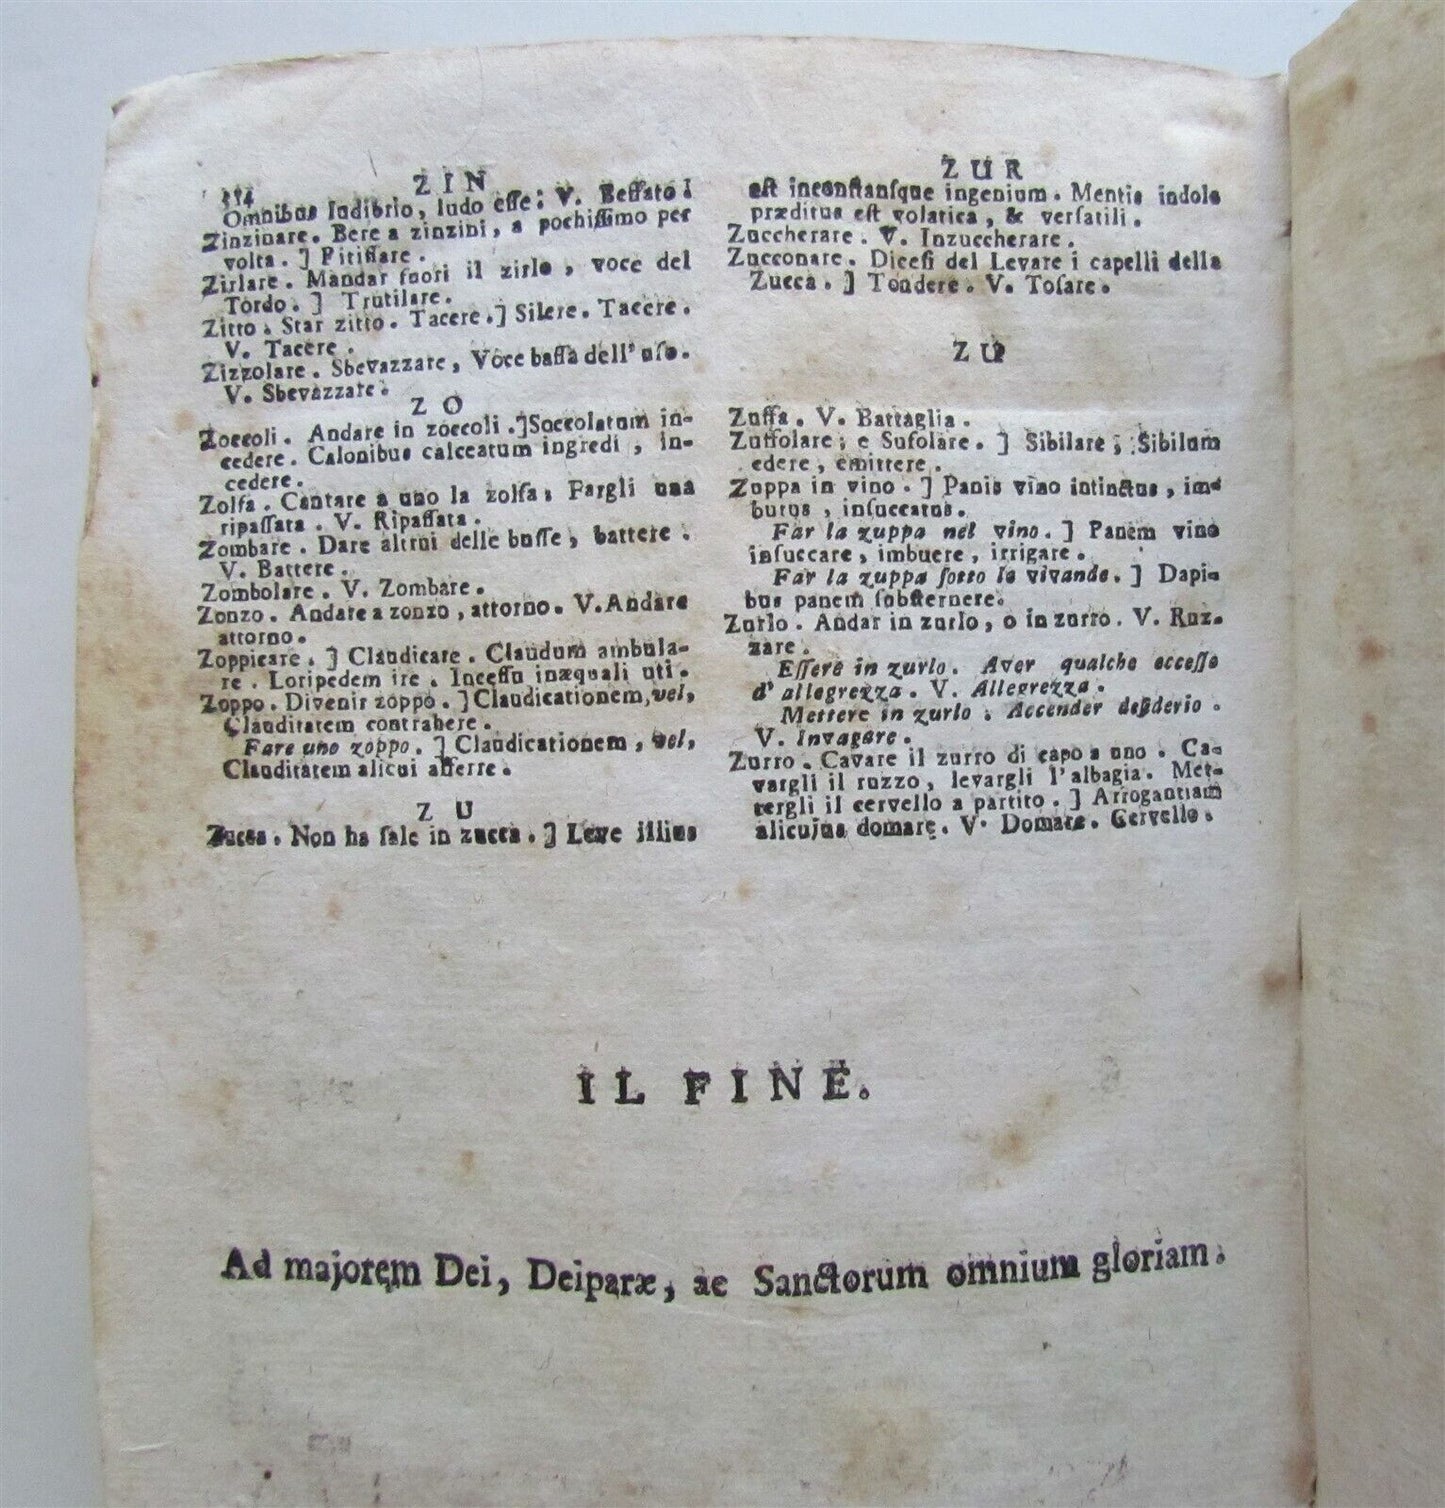 314
ZIN
Omnibus ludibrio, ludo eſſe: V. Beffato.
Zinzinare. Bere a zinzini, a pochiſſimo per
volta. ] Pitiſſare.
Zirlare. Mandar fuori il zirlo, voce del
Tordo. ] Trutilare.
Zitto. Star zitto. Tacere. ] Silere. Tacere.
V. Tacere.
Zizzolare. Sbevazzare, Voce baſſa dell' uſo.
V. Sbevazzare.
ZO
Zoccoli. Andare in zoccoli. ] Soccolatum in-
cedere. Calonibus calceatum ingredi, in-
cedere.
Zolfa. Cantare a uno la zolfa, Fargli una
ripaſſata. V. Ripaſſata.
Zombare. Dare altrui delle buſſe, battere.
V. Battere.
Zombolare. V. Zombare.
Zonzo. Andare a zonzo, attorno. V. Andare
attorno.
Zoppicare. ] Claudicare. Claudum ambula-
re. Loripedem ire. Inceſſu inæquali uti.
Zoppo. Divenir zoppo. ] Claudicationem, vel,
Clauditatem contrahere.
Fare uno zoppo. ] Claudicationem, vel,
Clauditatem alicui afferre.
ZU
Zucca. Non ha ſale in zucca. ] Leve illius
ZUR
eſt inconſtanſque ingenium. Mentis indole
præditus eſt volatica, & verſatili.
Zuccherare. V. Inzuccherare.
Zucconare. Diceſi del Levare i capelli della
Zucca. ] Tondere. V. Toſare.
ZU
Zuffa. V. Battaglia.
Zuffolare; e Sufolare. ] Sibilare; Sibilum
edere, emittere.
Zuppa in vino. ] Panis vino intinctus, im-
butus, inſuccatus.
Far la zuppa nel vino. ] Panem vino
inſuccare, imbuere, irrigare.
Far la zuppa ſotto le vivande. ] Dapi-
bus panem ſubſternere.
Zurlo. Andar in zurlo, o in zurro. V. Ruz-
zare.
Eſſere in zurlo. Aver qualche ecceſſo
d' allegrezza. V. Allegrezza.
Mettere in zurlo. Accender deſiderio.
V. Invagare.
Zurro. Cavare il zurro di capo a uno. Ca-
vargli il ruzzo, levargli l'albagia. Met-
tergli il cervello a partito. ] Arrogantiam
alicujus domare. V. Domare. Cervello.
IL FINE.
Ad majorem Dei, Deiparæ, ac Sanctorum omnium gloriam.